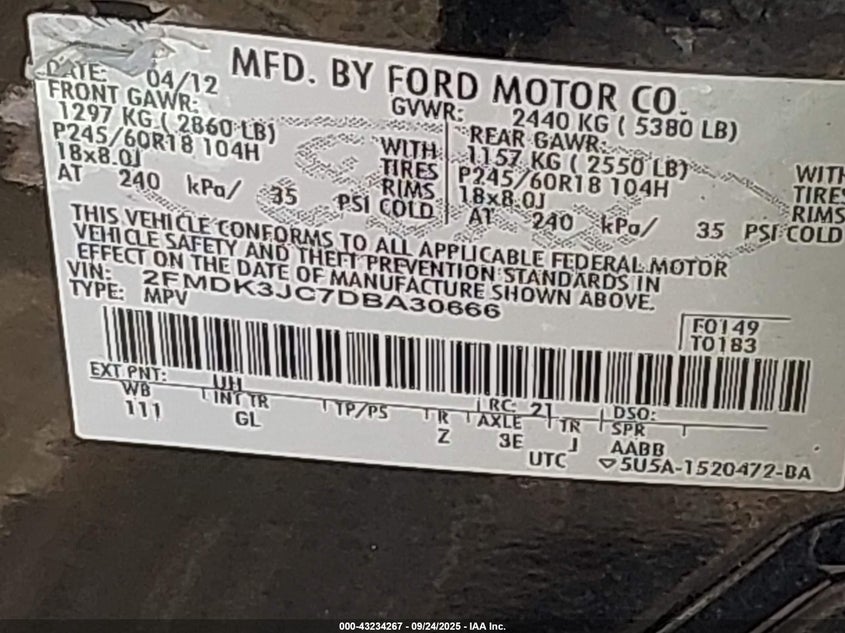 MFD. BY FORD MOTOR CO.
DATE: 04/12
GVWR: 2440 KG ( 5380 LB)
FRONT GAWR:
1297 KG ( 2860 LB)
P245/60R18 104H
18x8.0J
AT 240 kPa/ 35 PSI COLD
WITH
TIRES
RIMS
REAR GAWR:
1157 KG ( 2550 LB)
P245/60R18 104H
18x8.0J
AT 240 kPa/ 35 PSI COLD
WITH
TIRES
RIMS
THIS VEHICLE CONFORMS TO ALL APPLICABLE FEDERAL MOTOR
VEHICLE SAFETY AND THEFT PREVENTION STANDARDS IN
EFFECT ON THE DATE OF MANUFACTURE SHOWN ABOVE.
VIN: 2FMDK3JC7DBA30666
TYPE: MPV
F0149
T0183
EXT PNT: UH RC: 21 DSO:
WB INT TR TP/PS R AXLE TR SPR
111 GL Z 3E J AABB
UTC ▽5U5A-1520472-BA
000-43234267 - 09/24/2025 - IAA Inc.